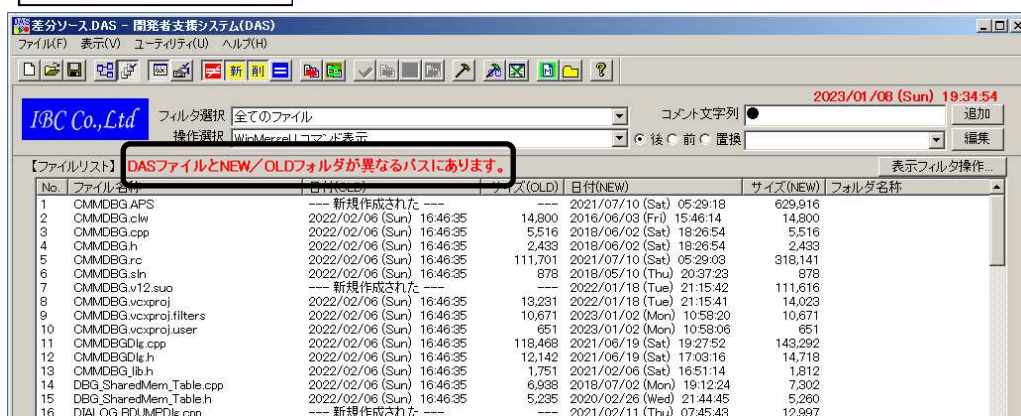 差分ソース.DAS - 開発者支援システム(DAS)
ファイル(F) 表示(V) ユーティリティ(U) ヘルプ(H)
新 削
2023/01/08 (Sun) 19:34:54
IBC Co.,Ltd フィルタ選択 全てのファイル コメント文字列 ● 追加
操作選択 後 前 置換 編集
【ファイルリスト】 DASファイルとNEW／OLDフォルダが異なるパスにあります。 表示フィルタ操作...
No. ファイル名称 日付(OLD) サイズ(OLD) 日付(NEW) サイズ(NEW) フォルダ名称
1 CMMDBG.APS --- 新規作成された --- --- 2021/07/10 (Sat) 05:29:18 629,916
2 CMMDBG.clw 2022/02/06 (Sun) 16:46:35 14,800 2016/06/03 (Fri) 15:46:14 14,800
3 CMMDBG.cpp 2022/02/06 (Sun) 16:46:35 5,516 2018/06/02 (Sat) 18:26:54 5,516
4 CMMDBG.h 2022/02/06 (Sun) 16:46:35 2,433 2018/06/02 (Sat) 18:26:54 2,433
5 CMMDBG.rc 2022/02/06 (Sun) 16:46:35 111,701 2021/07/10 (Sat) 05:29:03 318,141
6 CMMDBG.sln 2022/02/06 (Sun) 16:46:35 878 2018/05/10 (Thu) 20:37:23 878
7 CMMDBG.v12.suo --- 新規作成された --- --- 2022/01/18 (Tue) 21:15:42 111,616
8 CMMDBG.vcxproj 2022/02/06 (Sun) 16:46:35 13,231 2022/01/18 (Tue) 21:15:41 14,023
9 CMMDBG.vcxproj.filters 2022/02/06 (Sun) 16:46:35 10,671 2023/01/02 (Mon) 10:58:20 10,671
10 CMMDBG.vcxproj.user 2022/02/06 (Sun) 16:46:35 651 2023/01/02 (Mon) 10:58:06 651
11 CMMDBGDlg.cpp 2022/02/06 (Sun) 16:46:35 118,468 2021/06/19 (Sat) 19:27:52 143,292
12 CMMDBGDlg.h 2022/02/06 (Sun) 16:46:35 12,142 2021/06/19 (Sat) 17:03:16 14,718
13 CMMDBG_lib.h 2022/02/06 (Sun) 16:46:35 1,751 2021/02/06 (Sat) 16:51:14 1,812
14 DBG_SharedMem_Table.cpp 2022/02/06 (Sun) 16:46:35 6,938 2018/07/02 (Mon) 19:12:24 7,302
15 DBG_SharedMem_Table.h 2022/02/06 (Sun) 16:46:35 5,235 2020/02/26 (Wed) 21:44:45 5,260
16 DIALOG_BDUMPDlg.cpp --- 新規作成された --- --- 2021/02/11 (Thu) 07:45:43 12,997